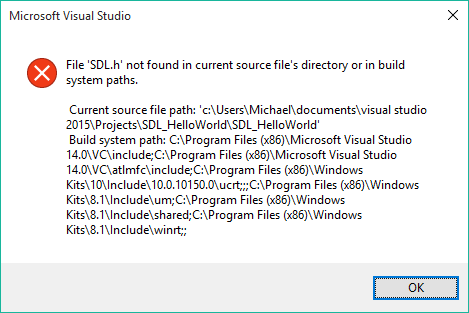 Microsoft Visual Studio
File 'SDL.h' not found in current source file's directory or in build
system paths.
Current source file path: 'c:\Users\Michael\documents\visual studio
2015\Projects\SDL_HelloWorld\SDL_HelloWorld'
Build system path: C:\Program Files (x86)\Microsoft Visual Studio
14.0\VC\include;C:\Program Files (x86)\Microsoft Visual Studio
14.0\VC\atlmfc\include;C:\Program Files (x86)\Windows
Kits\10\Include\10.0.10150.0\ucrt;;;C:\Program Files (x86)\Windows
Kits\8.1\Include\um;C:\Program Files (x86)\Windows
Kits\8.1\Include\shared;C:\Program Files (x86)\Windows
Kits\8.1\Include\winrt;;
OK